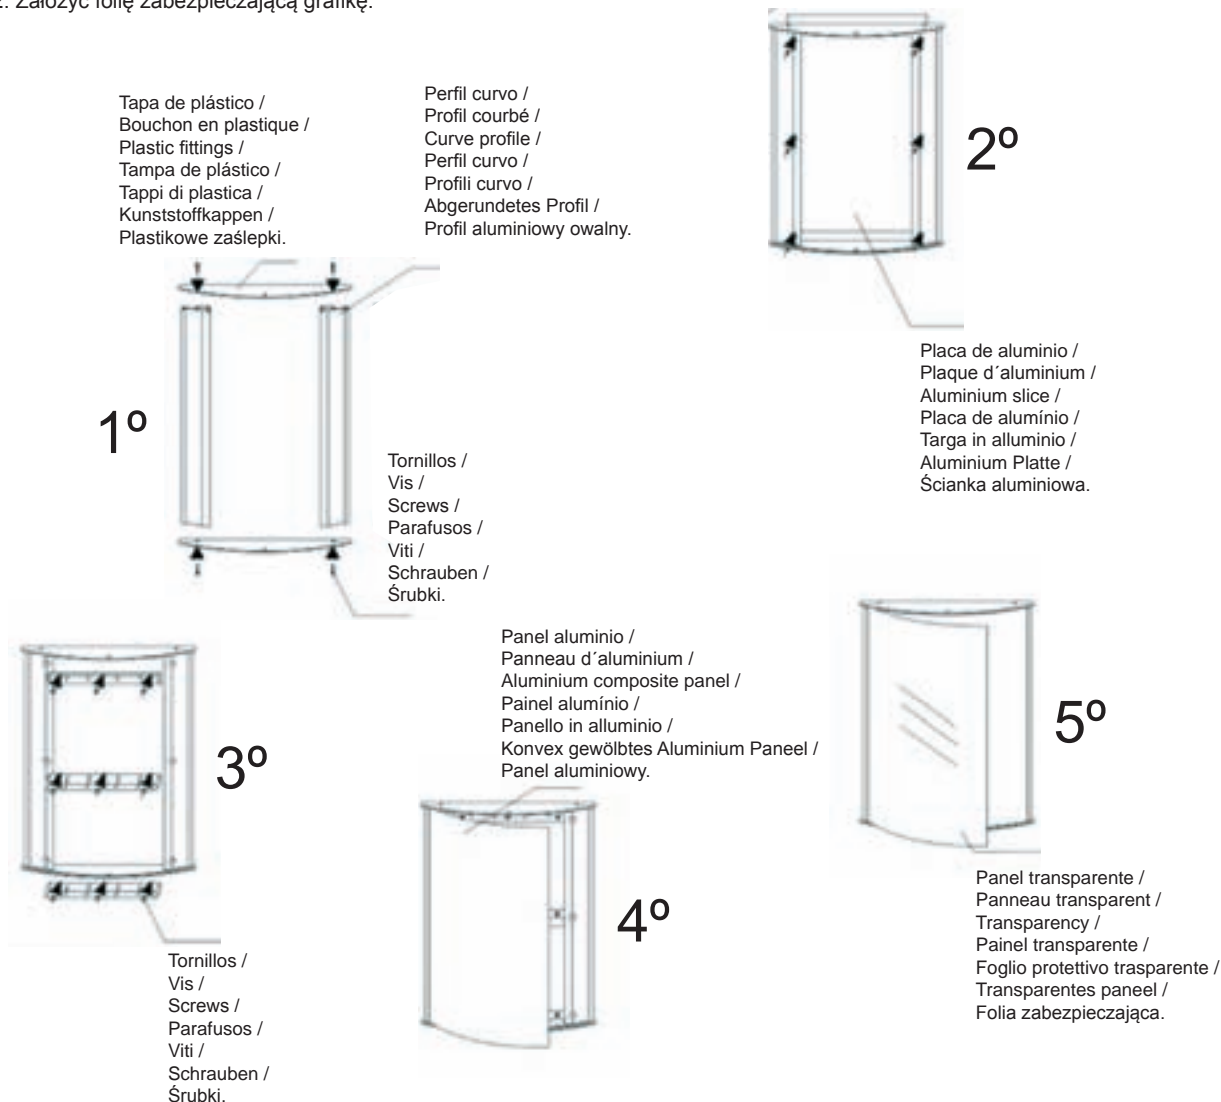 2. Założyć folię zabezpieczającą grafikę.
Tapa de plástico /
Bouchon en plastique /
Plastic fittings /
Tampa de plástico /
Tappi di plastica /
Kunststoffkappen /
Plastikowe zaślepki.
Perfil curvo /
Profil courbé /
Curve profile /
Perfil curvo /
Profili curvo /
Abgerundetes Profil /
Profil aluminiowy owalny.
2º
Placa de aluminio /
Plaque d´aluminium /
Aluminium slice /
Placa de alumínio /
Targa in alluminio /
Aluminium Platte /
Ścianka aluminiowa.
1º
Tornillos /
Vis /
Screws /
Parafusos /
Viti /
Schrauben /
Śrubki.
3º
Tornillos /
Vis /
Screws /
Parafusos /
Viti /
Schrauben /
Śrubki.
Panel aluminio /
Panneau d´aluminium /
Aluminium composite panel /
Painel alumínio /
Panello in alluminio /
Konvex gewölbtes Aluminium Paneel /
Panel aluminiowy.
4º
5º
Panel transparente /
Panneau transparent /
Transparency /
Painel transparente /
Foglio protettivo trasparente /
Transparentes paneel /
Folia zabezpieczająca.